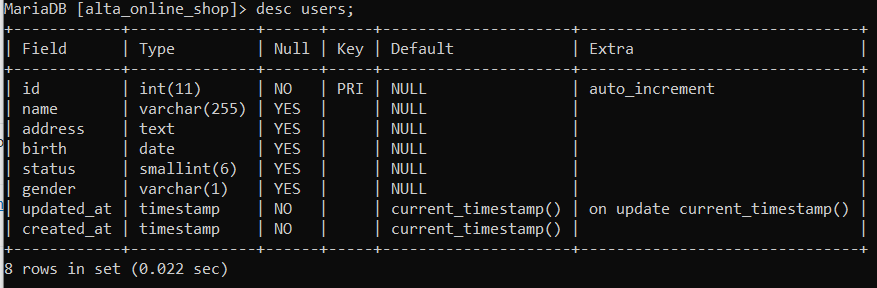 MariaDB [alta_online_shop]> desc users;
+------------+--------------+------+-----+---------------------+-------------------------------+
| Field      | Type         | Null | Key | Default             | Extra                         |
+------------+--------------+------+-----+---------------------+-------------------------------+
| id         | int(11)      | NO   | PRI | NULL                | auto_increment                |
| name       | varchar(255) | YES  |     | NULL                |                               |
| address    | text         | YES  |     | NULL                |                               |
| birth      | date         | YES  |     | NULL                |                               |
| status     | smallint(6)  | YES  |     | NULL                |                               |
| gender     | varchar(1)   | YES  |     | NULL                |                               |
| updated_at | timestamp    | NO   |     | current_timestamp() | on update current_timestamp() |
| created_at | timestamp    | NO   |     | current_timestamp() |                               |
+------------+--------------+------+-----+---------------------+-------------------------------+
8 rows in set (0.022 sec)